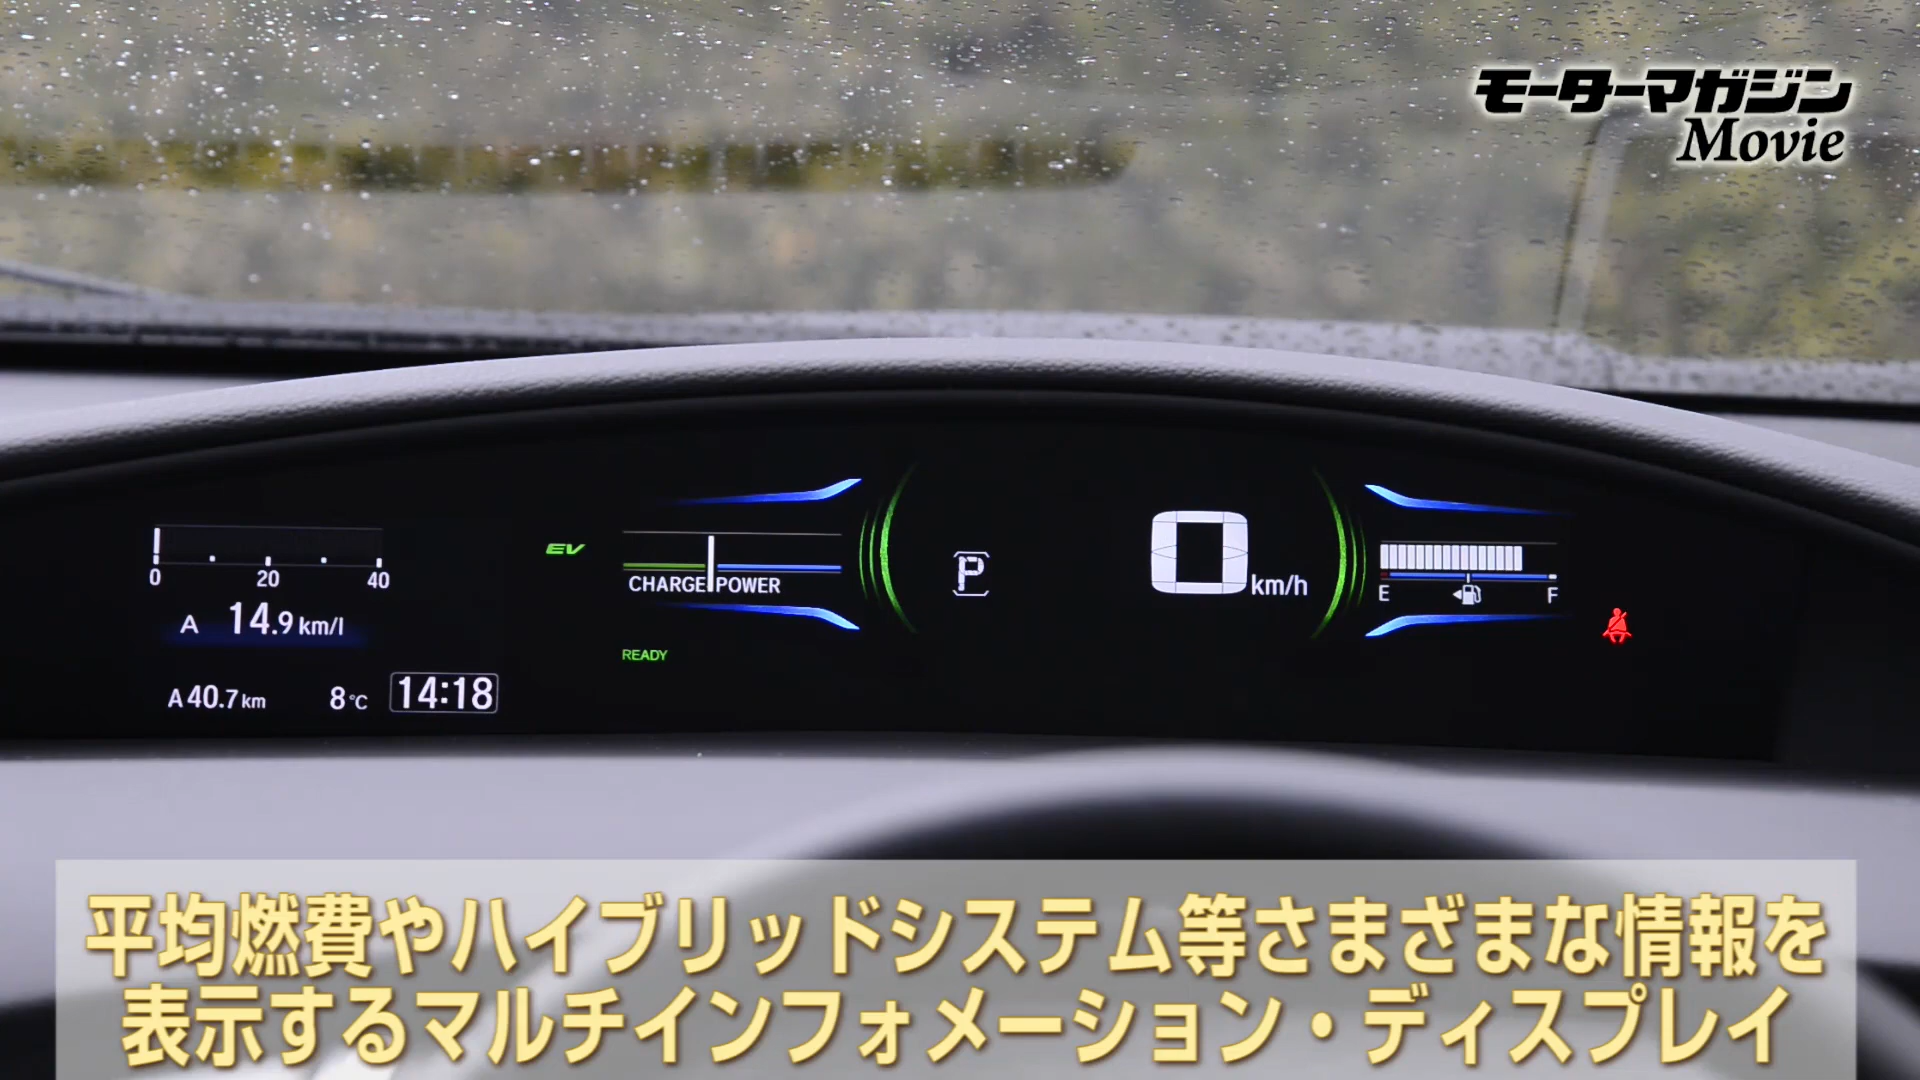 モーターマガジン
Movie
0 20 40
A 14.9 km/l
A 40.7 km 8℃ 14:18
EV
CHARGE POWER
READY
P
0 km/h
E F
平均燃費やハイブリッドシステム等さまざまな情報を
表示するマルチインフォメーション・ディスプレイ